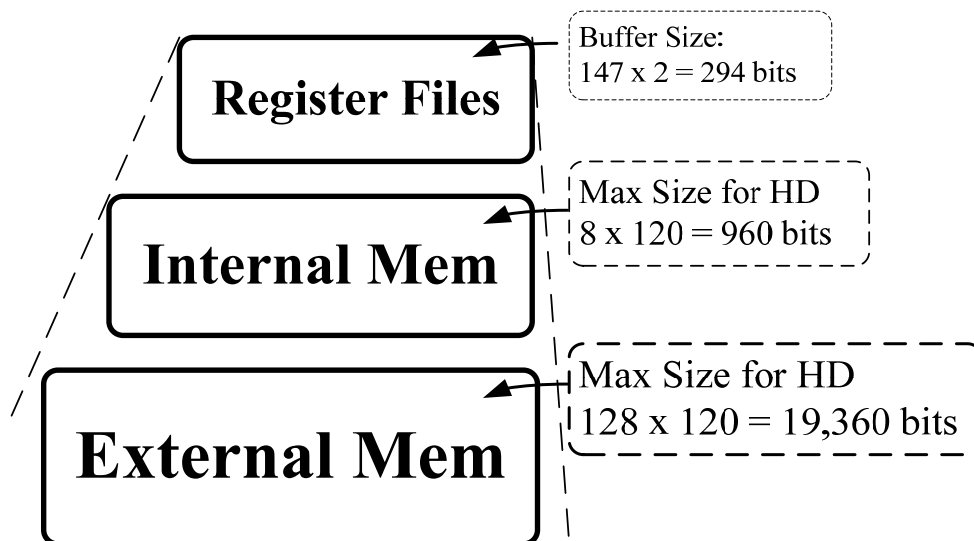 Register Files
Buffer Size:
147 x 2 = 294 bits
Internal Mem
Max Size for HD
8 x 120 = 960 bits
External Mem
Max Size for HD
128 x 120 = 19,360 bits